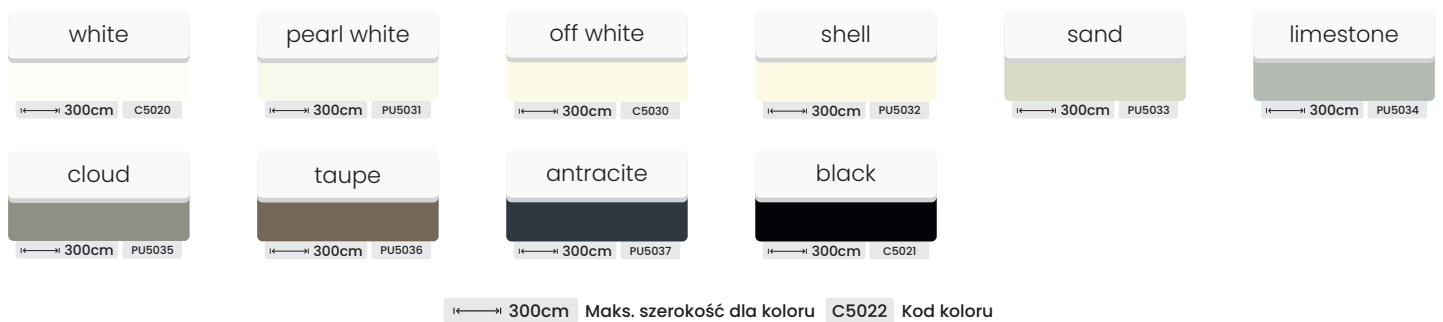 white pearl white off white shell sand limestone
300cm C5020 300cm PU5031 300cm C5030 300cm PU5032 300cm PU5033 300cm PU5034
cloud taupe antracite black
300cm PU5035 300cm PU5036 300cm PU5037 300cm C5021
300cm Maks. szerokość dla koloru C5022 Kod koloru